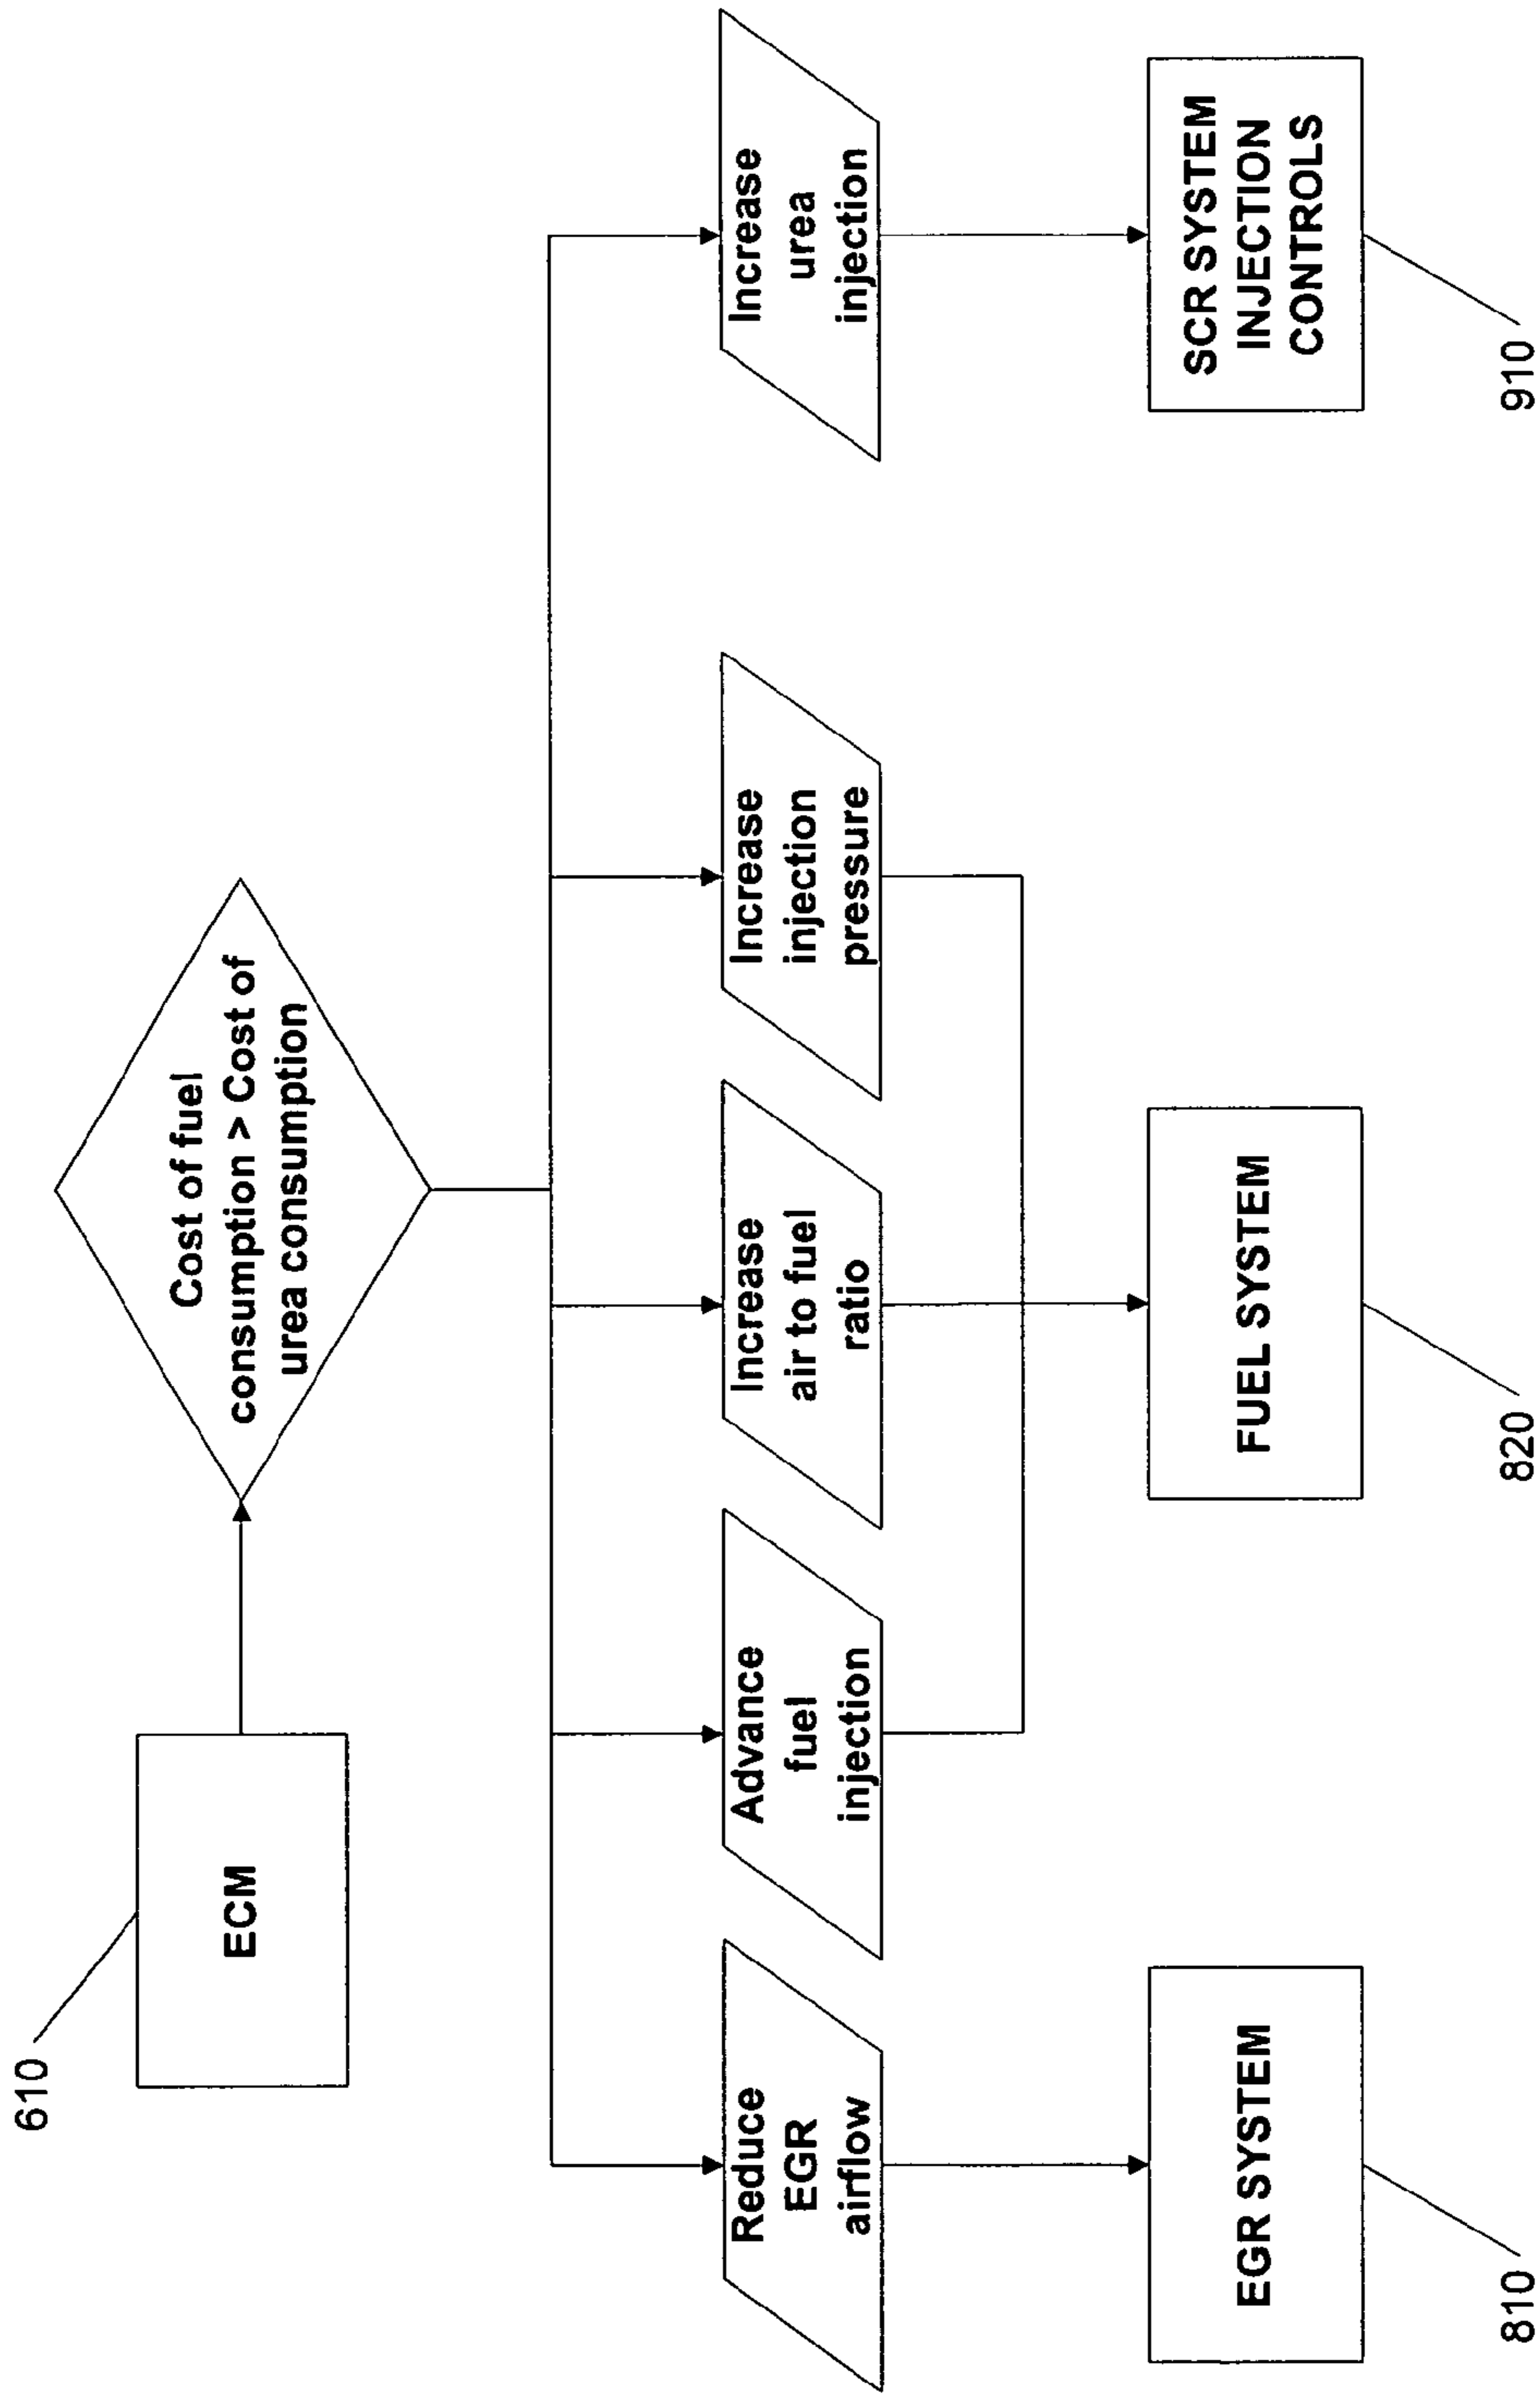 610
ECM
Cost of fuel
consumption > Cost of
urea consumption
Reduce
EGR
airflow
Advance
fuel
injection
Increase
air to fuel
ratio
Increase
injection
pressure
Increase
urea
injection
EGR SYSTEM
FUEL SYSTEM
SCR SYSTEM
INJECTION
CONTROLS
810
820
910